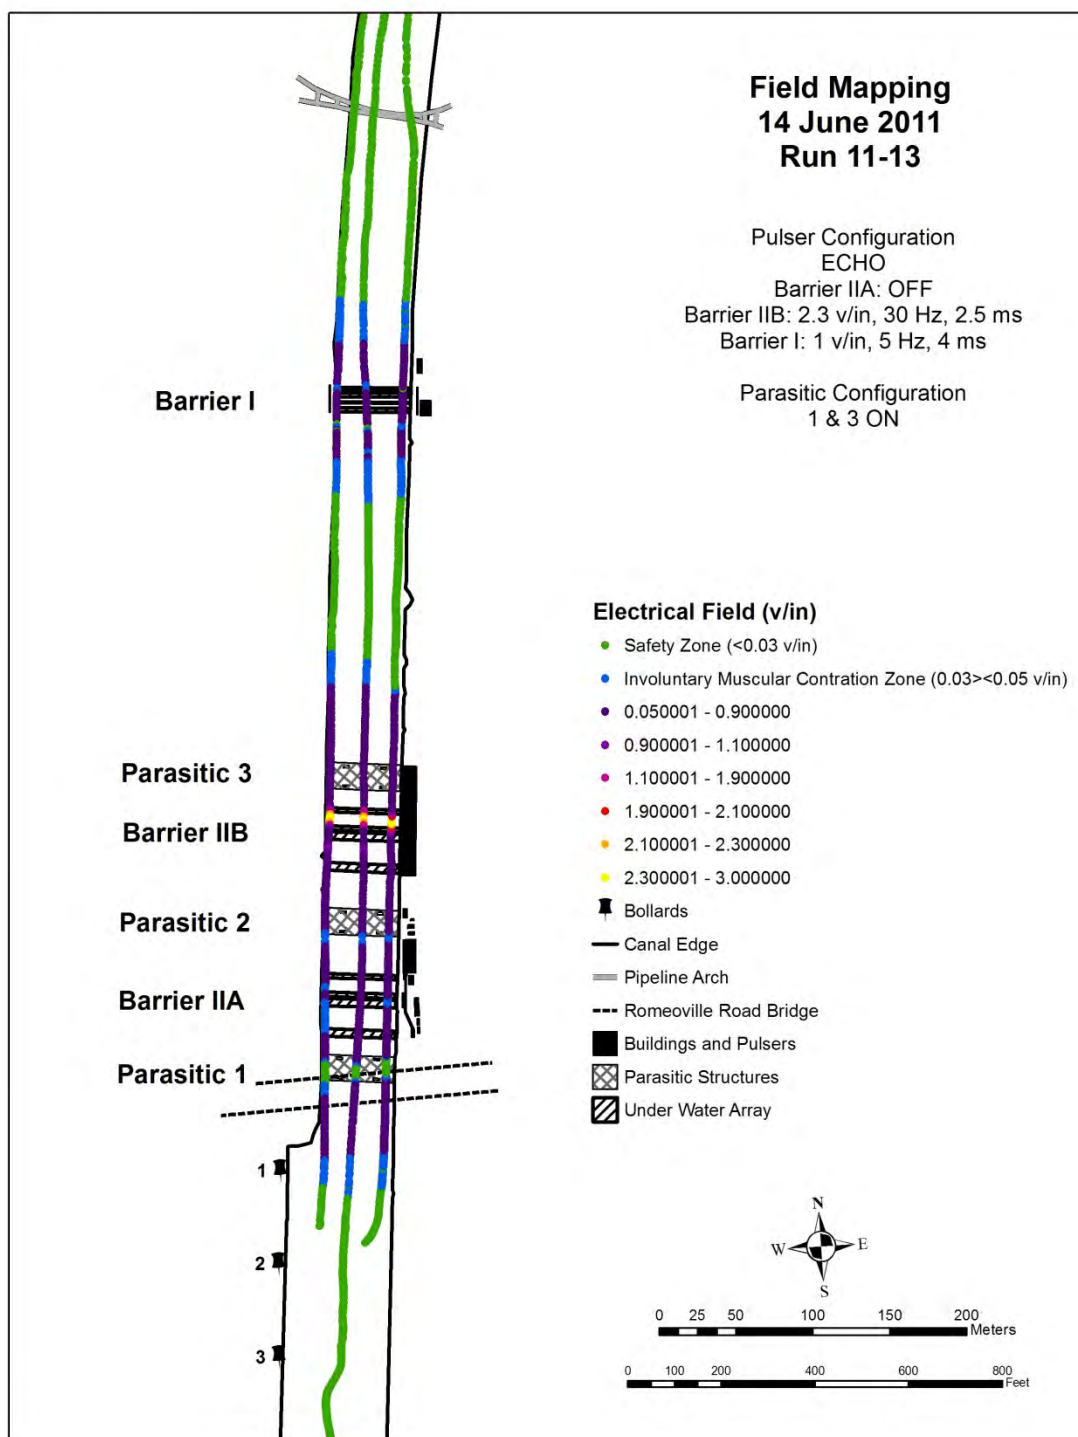 Field Mapping
14 June 2011
Run 11-13
Pulser Configuration
ECHO
Barrier IIA: OFF
Barrier IIB: 2.3 v/in, 30 Hz, 2.5 ms
Barrier I: 1 v/in, 5 Hz, 4 ms
Parasitic Configuration
1 & 3 ON
Barrier I
Parasitic 3
Barrier IIB
Parasitic 2
Barrier IIA
Parasitic 1
1
2
3
Electrical Field (v/in)
Safety Zone (<0.03 v/in)
Involuntary Muscular Contration Zone (0.03><0.05 v/in)
0.050001 - 0.900000
0.900001 - 1.100000
1.100001 - 1.900000
1.900001 - 2.100000
2.100001 - 2.300000
2.300001 - 3.000000
Bollards
Canal Edge
Pipeline Arch
Romeoville Road Bridge
Buildings and Pulsers
Parasitic Structures
Under Water Array
N
W E
S
0 25 50 100 150 200
Meters
0 100 200 400 600 800
Feet